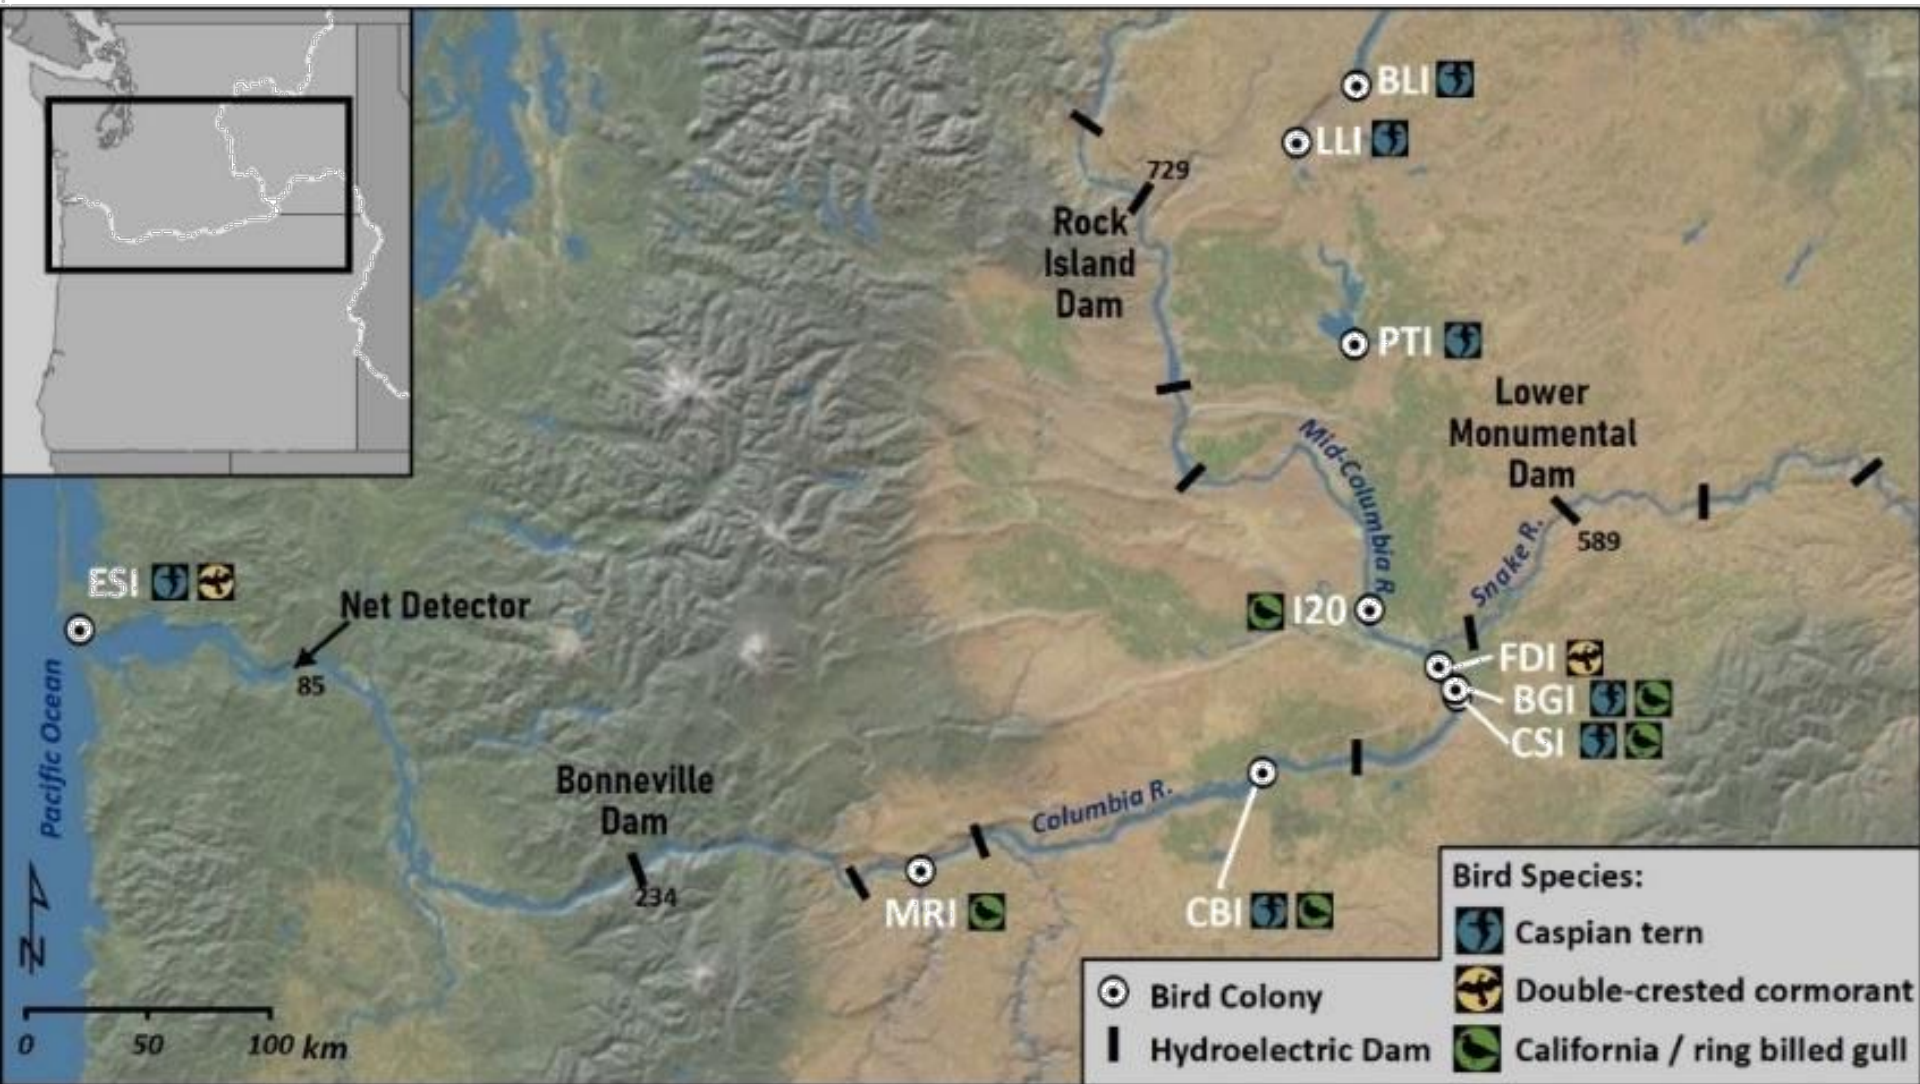 BLI
LLI
729
Rock
Island
Dam
PTI
Lower
Monumental
Dam
Mid-Columbia R
Snake R.
589
ESI
Net Detector
85
I20
FDI
BGI
CSI
Pacific Ocean
Bonneville
Dam
234
Columbia R.
MRI
CBI
N
0 50 100 km
Bird Colony
Hydroelectric Dam
Bird Species:
Caspian tern
Double-crested cormorant
California / ring billed gull